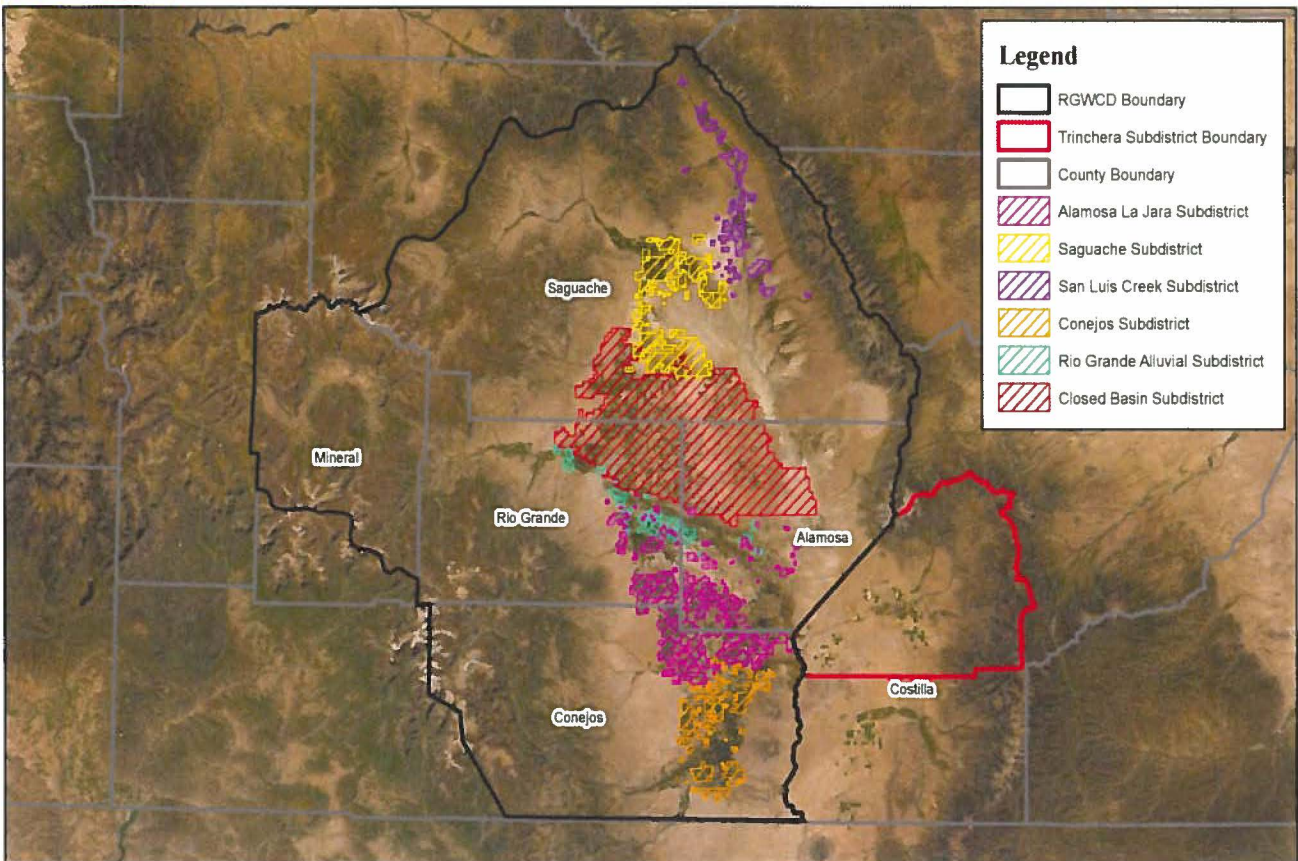 Legend
RGWCD Boundary
Trinchera Subdistrict Boundary
County Boundary
Alamosa La Jara Subdistrict
Saguache Subdistrict
San Luis Creek Subdistrict
Conejos Subdistrict
Rio Grande Alluvial Subdistrict
Closed Basin Subdistrict
Saguache
Mineral
Rio Grande
Alamosa
Costilla
Conejos